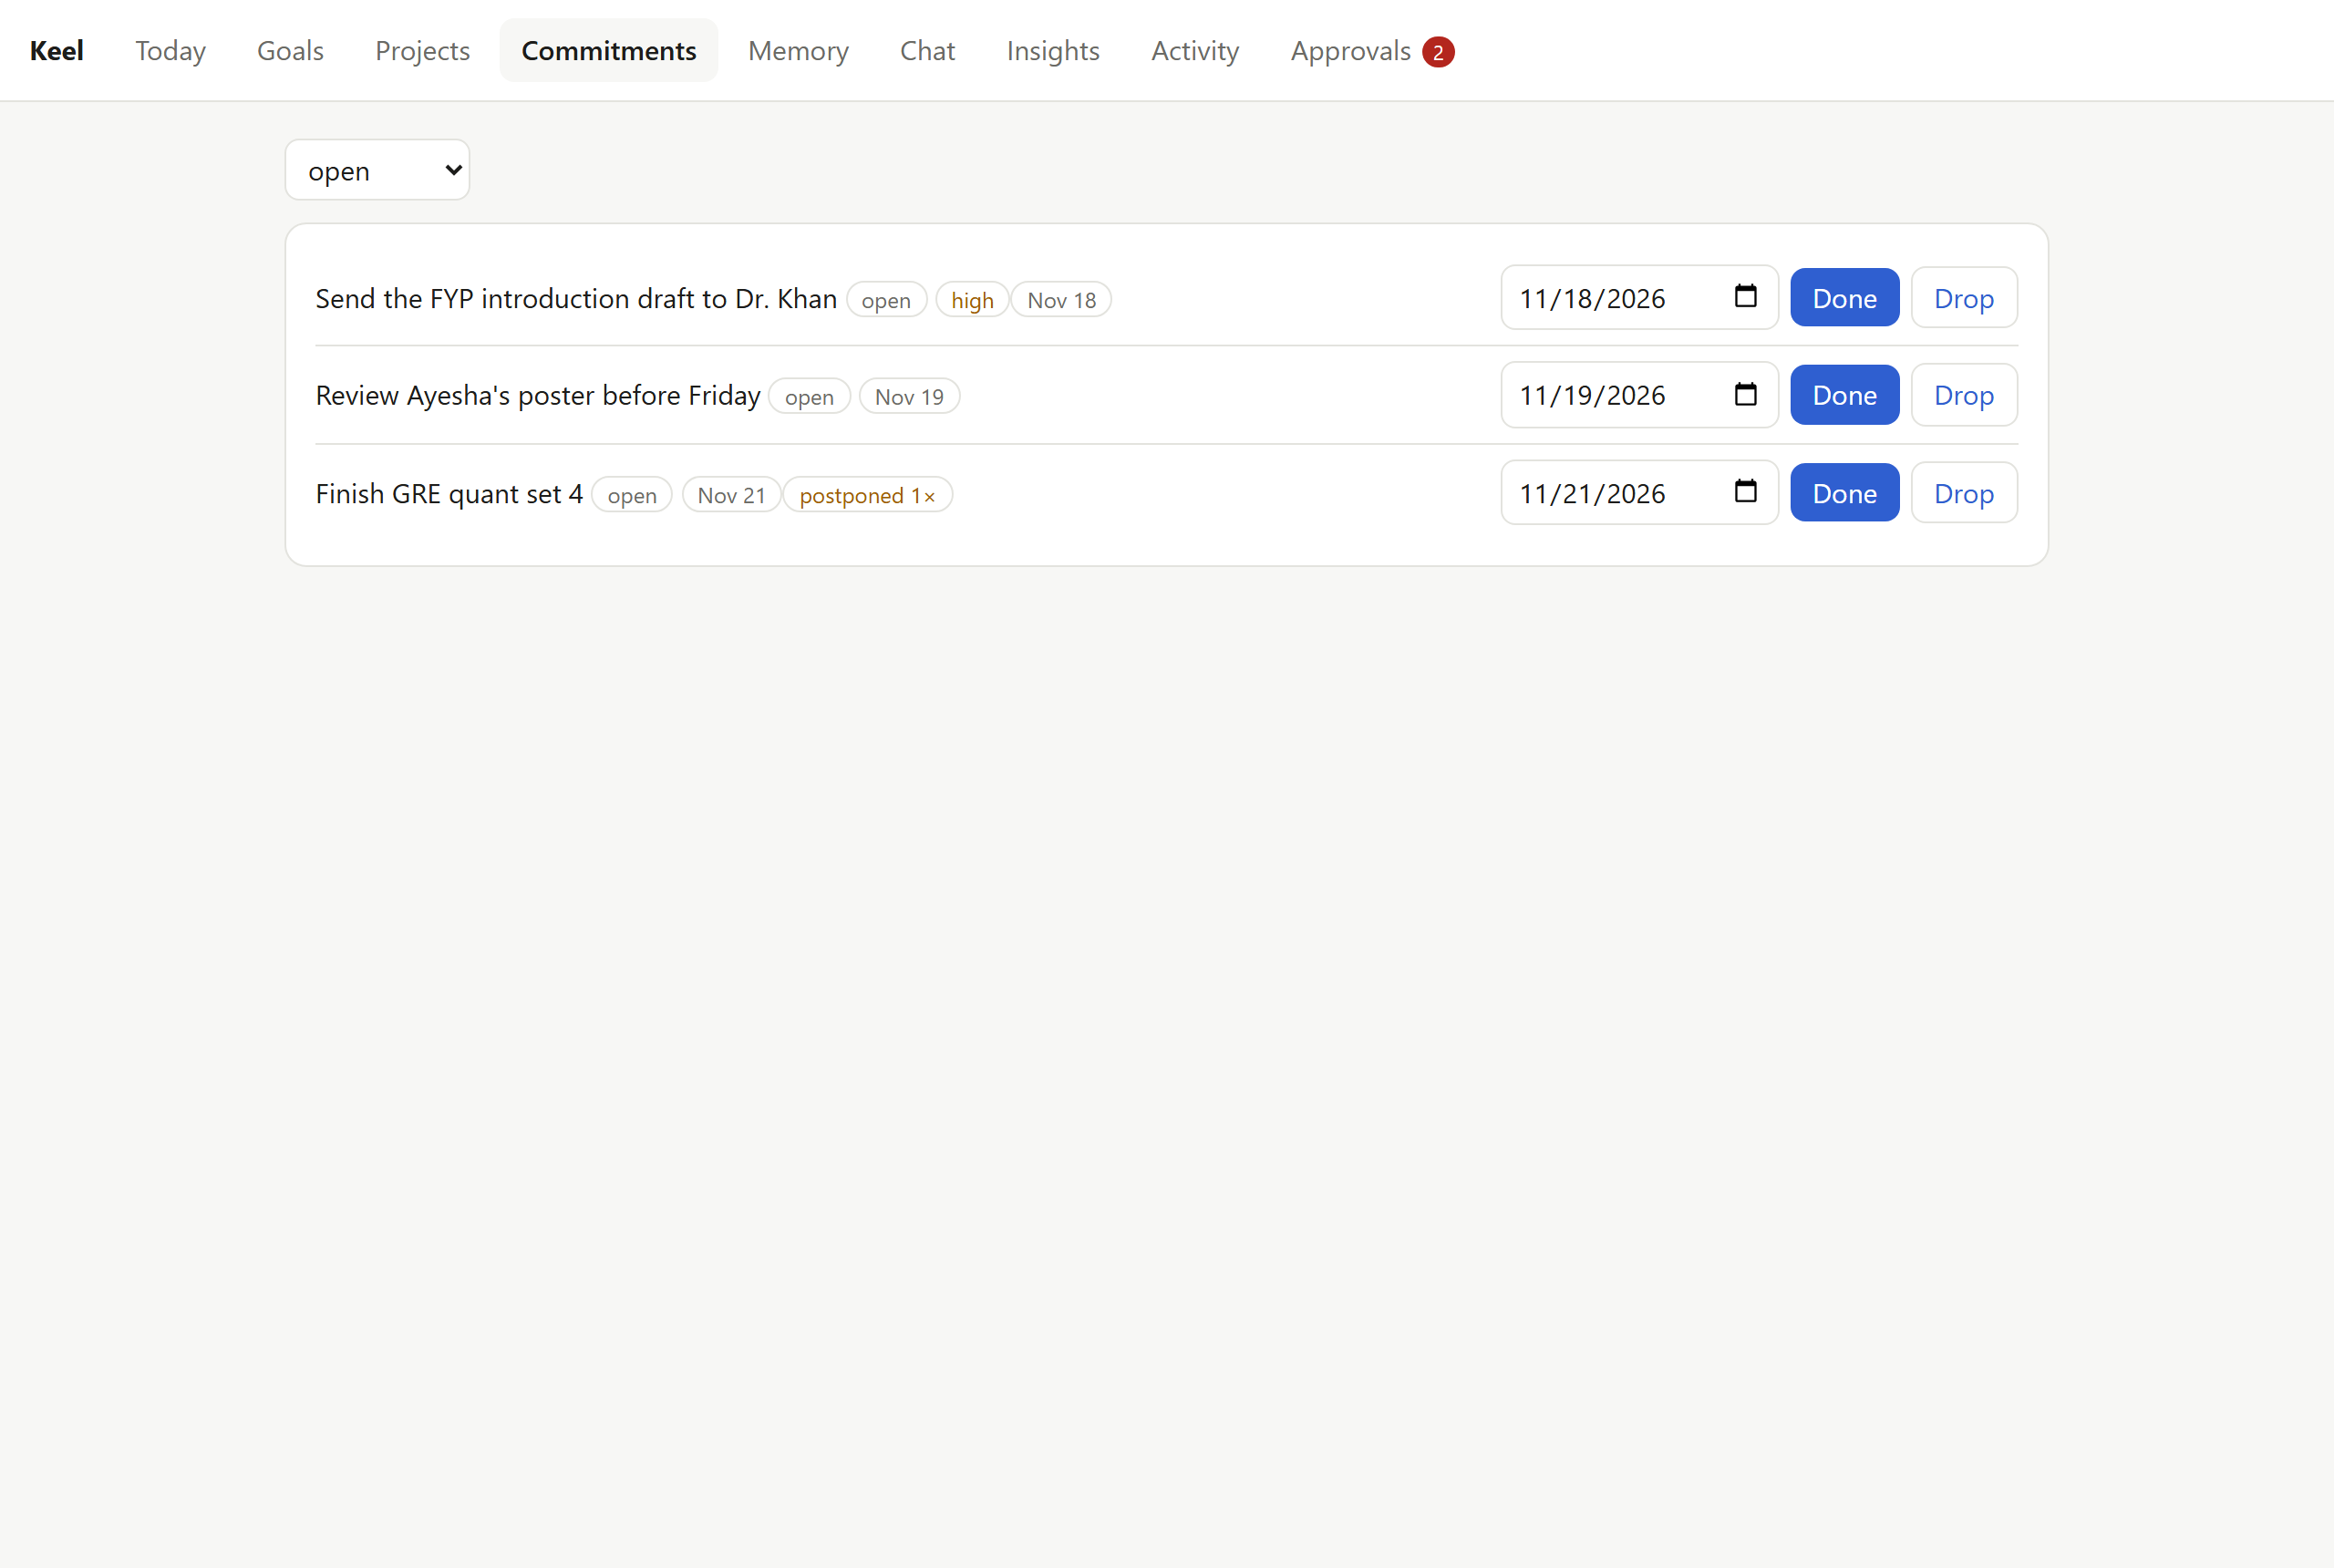 Keel Today Goals Projects Commitments Memory Chat Insights Activity Approvals 2
open
Send the FYP introduction draft to Dr. Khan open high Nov 18 11/18/2026 Done Drop
Review Ayesha's poster before Friday open Nov 19 11/19/2026 Done Drop
Finish GRE quant set 4 open Nov 21 postponed 1× 11/21/2026 Done Drop